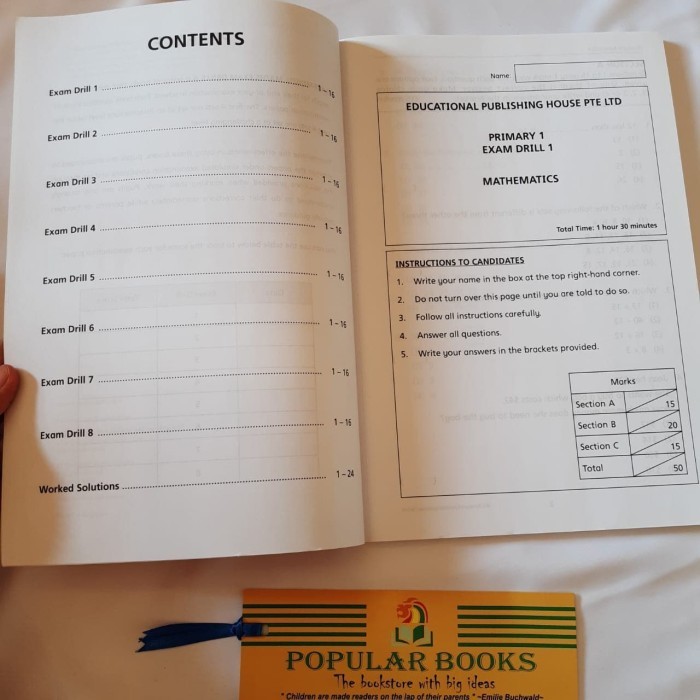 CONTENTS
Exam Drill 1 1-16
Exam Drill 2 1-16
Exam Drill 3 1-16
Exam Drill 4 1-16
Exam Drill 5 1-16
Exam Drill 6 1-16
Exam Drill 7 1-16
Exam Drill 8 1-16
Worked Solutions 1-24
Name
EDUCATIONAL PUBLISHING HOUSE PTE LTD
PRIMARY 1
EXAM DRILL 1
MATHEMATICS
Total Time: 1 hour 30 minutes
INSTRUCTIONS TO CANDIDATES
1. Write your name in the box at the top right-hand corner.
2. Do not turn over this page until you are told to do so.
3. Follow all instructions carefully.
4. Answer all questions.
5. Write your answers in the brackets provided.
Marks
Section A 15
Section B 20
Section C 15
Total 50
POPULAR BOOKS
The bookstore with big ideas
" Children are made readers on the lap of their parents " -Emilie Buchwald-